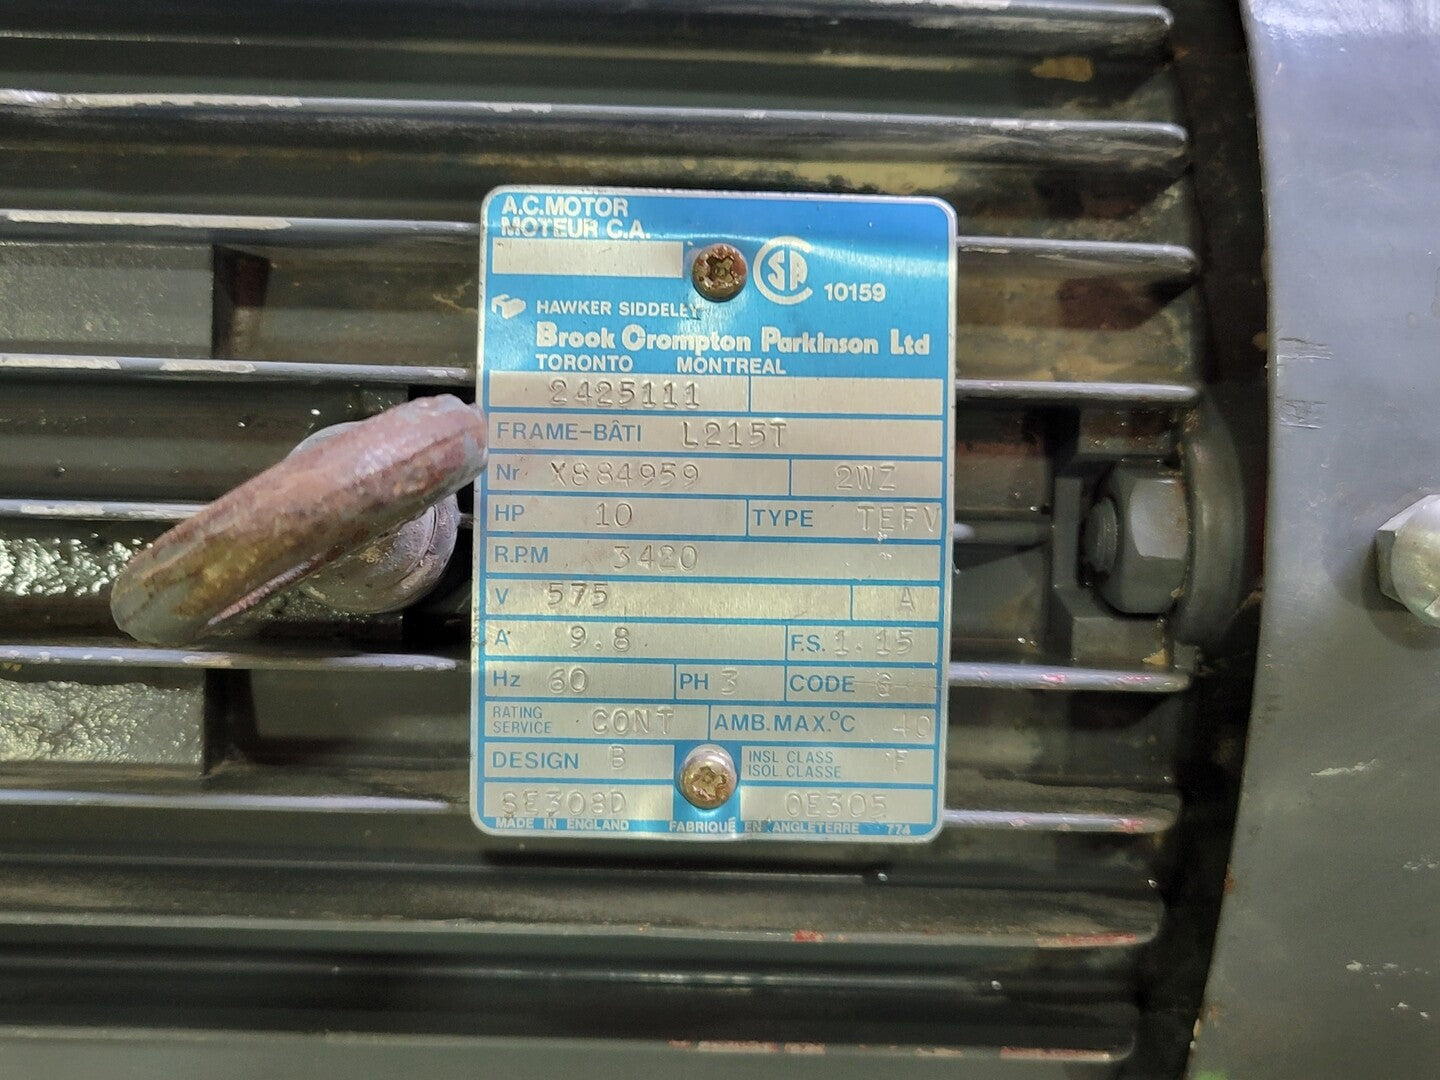 A.C.MOTOR
MOTEUR C.A.
10159
HAWKER SIDDELEY
Brook Crompton Parkinson Ltd
TORONTO MONTREAL
2425111
FRAME-BÂTI L215T
Nr X884959 2WZ
HP 10 TYPE TEFV
R.P.M 3420
V 575 A
A 9.8 F.S. 1.15
Hz 60 PH 3 CODE G
RATING SERVICE CONT AMB.MAX.°C 40
DESIGN B INSL CLASS ISOL. CLASSE F
SE308D OE305
MADE IN ENGLAND FABRIQUÉ EN ANGLETERRE 774